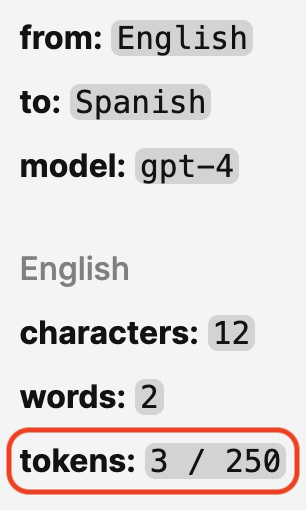 from: English
to: Spanish
model: gpt-4
English
characters: 12
words: 2
tokens: 3 / 250